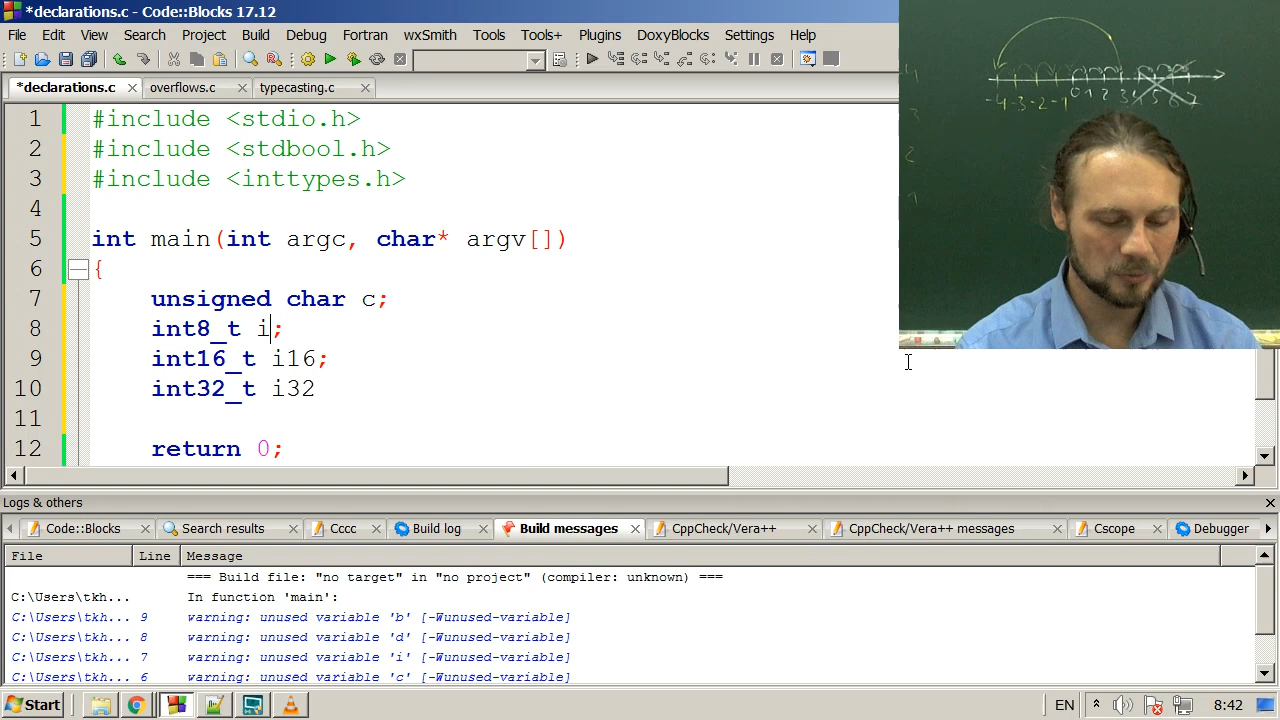 *declarations.c - Code::Blocks 17.12
File Edit View Search Project Build Debug Fortran wxSmith Tools Tools+ Plugins DoxyBlocks Settings Help
*declarations.c overflows.c typecasting.c
1 #include <stdio.h>
2 #include <stdbool.h>
3 #include <inttypes.h>
4
5 int main(int argc, char* argv[])
6 {
7 unsigned char c;
8 int8_t i;
9 int16_t i16;
10 int32_t i32
11
12 return 0;
-4 -3 -2 -1 0 1 2 3 4 5 6 7
3
2
1
Logs & others
Code::Blocks Search results Cccc Build log Build messages CppCheck/Vera++ CppCheck/Vera++ messages Cscope Debugger
File Line Message
=== Build file: "no target" in "no project" (compiler: unknown) ===
C:\Users\tkh... In function 'main':
C:\Users\tkh... 9 warning: unused variable 'b' [-Wunused-variable]
C:\Users\tkh... 8 warning: unused variable 'd' [-Wunused-variable]
C:\Users\tkh... 7 warning: unused variable 'i' [-Wunused-variable]
C:\Users\tkh... 6 warning: unused variable 'c' [-Wunused-variable]
Start EN 8:42